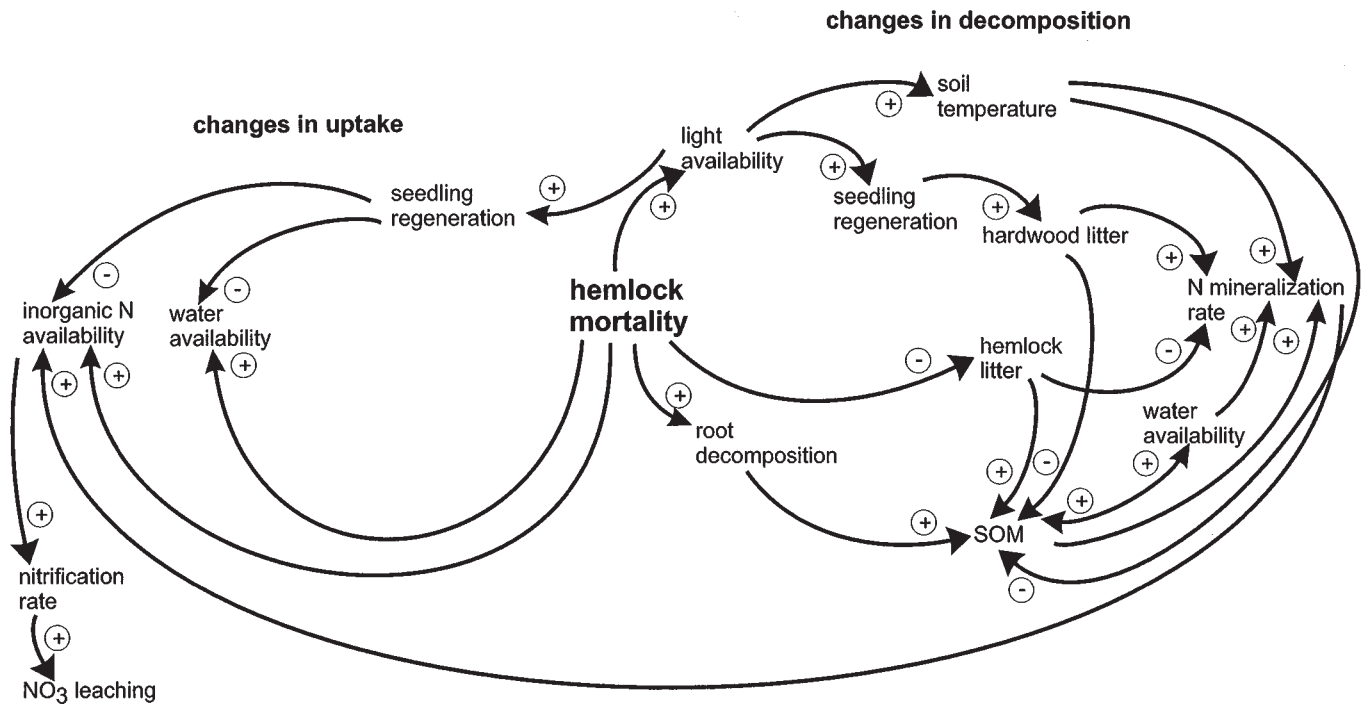 changes in decomposition
soil
temperature
changes in uptake
light
availability
+
+
seedling
regeneration
+
+
seedling
regeneration
+
hardwood litter
+
+
-
inorganic N
availability
-
water
availability
hemlock
mortality
N mineralization
rate
+
+
+
+
+
-
hemlock
litter
-
+
root
decomposition
water
availability
+
+
-
+
+
+
SOM
-
nitrification
rate
+
NO3 leaching